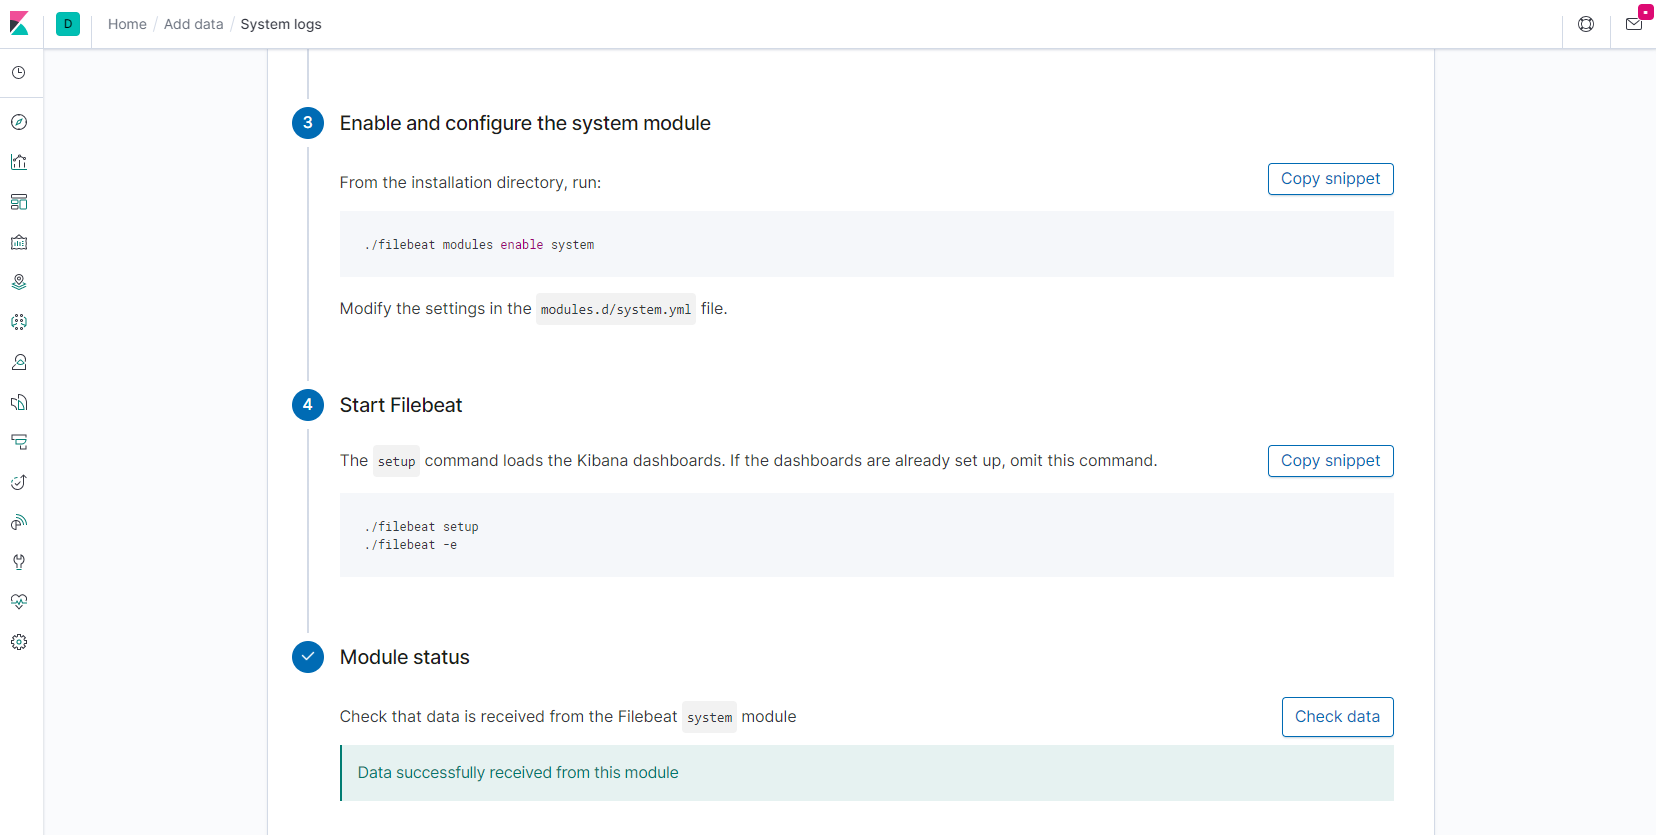 D
Home / Add data / System logs
3
Enable and configure the system module
From the installation directory, run:
Copy snippet
./filebeat modules enable system
Modify the settings in the modules.d/system.yml file.
4
Start Filebeat
The setup command loads the Kibana dashboards. If the dashboards are already set up, omit this command.
Copy snippet
./filebeat setup
./filebeat -e
Module status
Check that data is received from the Filebeat system module
Check data
Data successfully received from this module